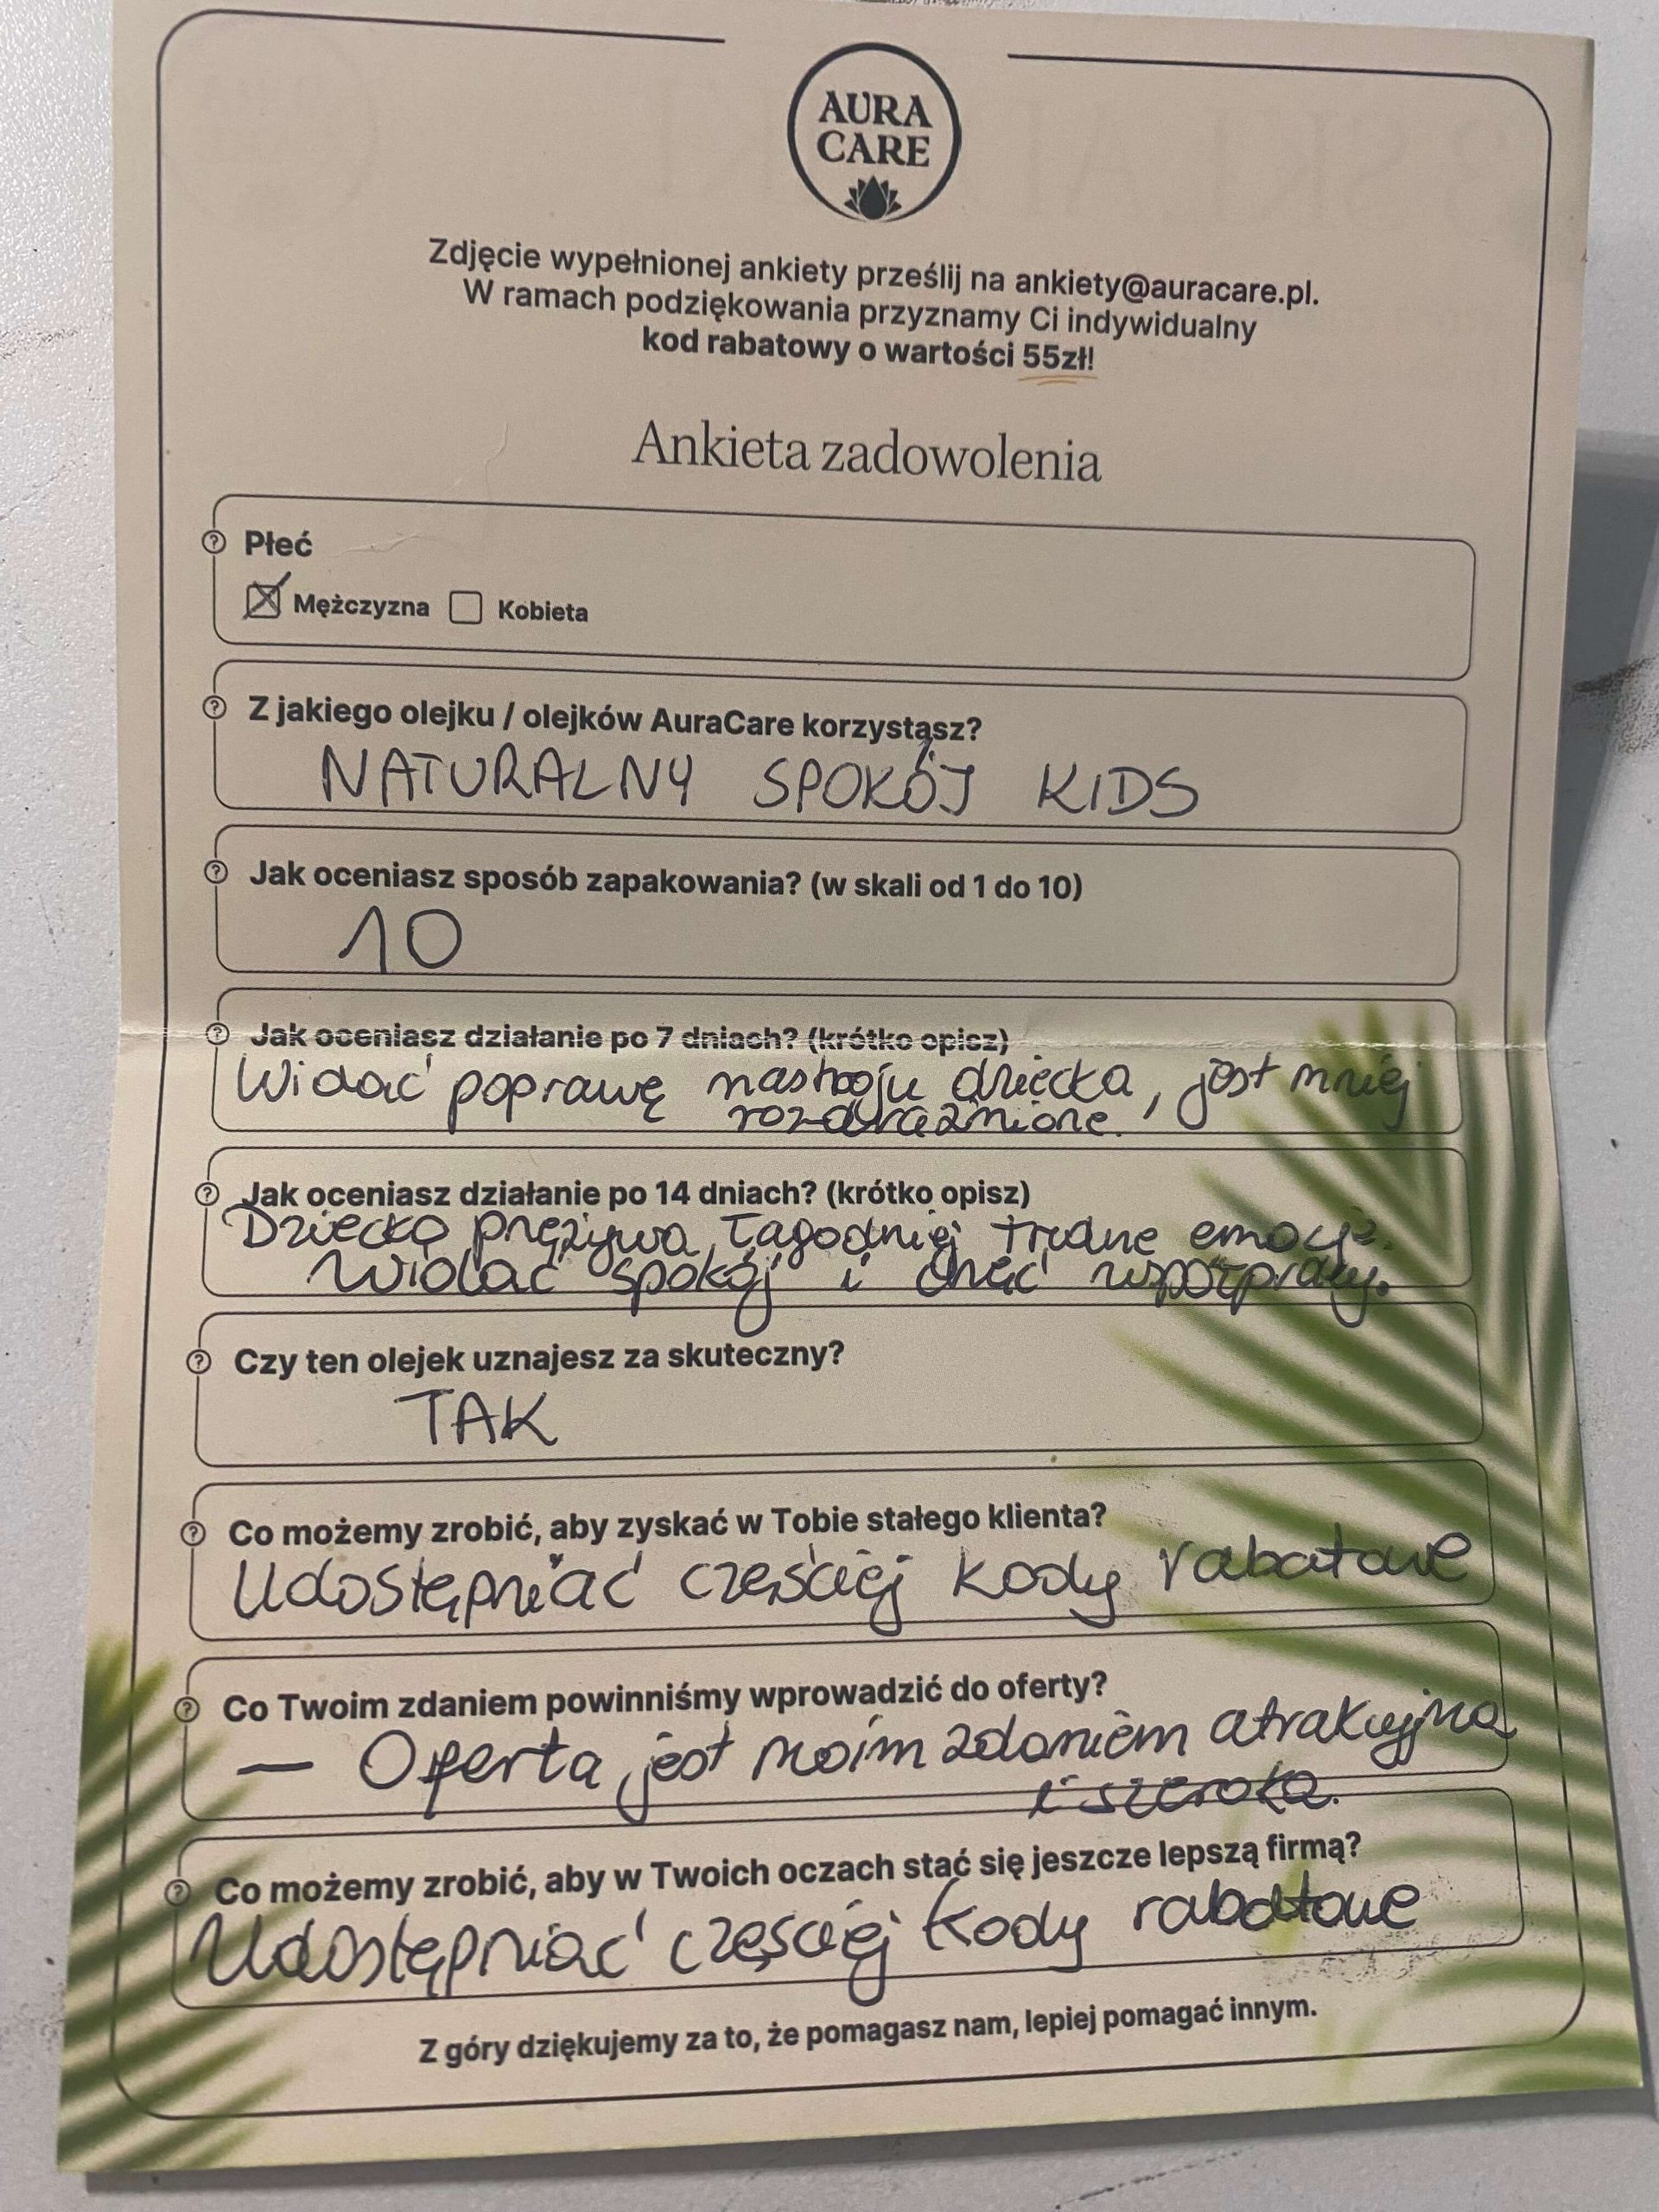 AURA
CARE
Zdjęcie wypełnionej ankiety prześlij na ankiety@auracare.pl.
W ramach podziękowania przyznamy Ci indywidualny
kod rabatowy o wartości 55zł!
Ankieta zadowolenia
Płeć
Mężczyzna Kobieta
Z jakiego olejku / olejków AuraCare korzystasz?
NATURALNY SPOKÓJ KIDS
Jak oceniasz sposób zapakowania? (w skali od 1 do 10)
10
Jak oceniasz działanie po 7 dniach? (krótko opisz)
Widać poprawę nastroju dziecka, jest mniej
rozdrażnione.
Jak oceniasz działanie po 14 dniach? (krótko opisz)
Dziecko przeżywa łagodniej trudne emocje.
Widać spokój i chęć współpracy.
Czy ten olejek uznajesz za skuteczny?
TAK
Co możemy zrobić, aby zyskać w Tobie stałego klienta?
Udostępniać częściej kody rabatowe
Co Twoim zdaniem powinniśmy wprowadzić do oferty?
— Oferta jest moim zdaniem atrakcyjna
i szeroka.
Co możemy zrobić, aby w Twoich oczach stać się jeszcze lepszą firmą?
Udostępniać częściej kody rabatowe
Z góry dziękujemy za to, że pomagasz nam, lepiej pomagać innym.